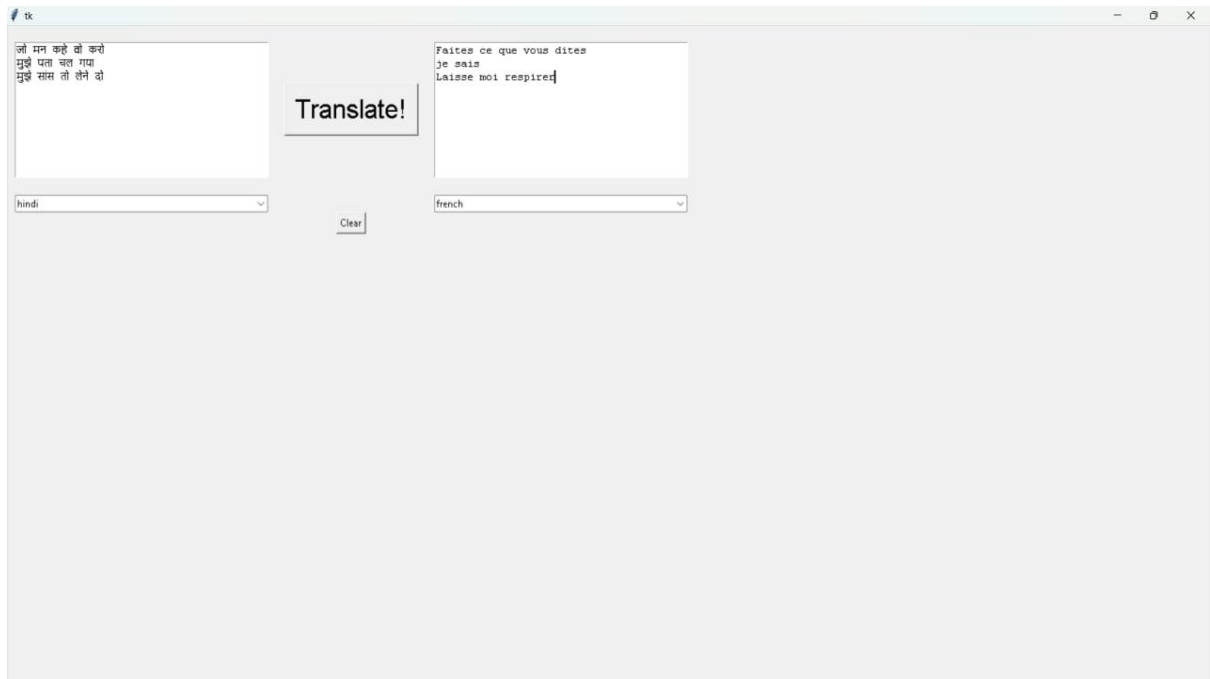 tk
जो मन कहे वो करो
मुझे पता चल गया
मुझे सांस तो लेने दो
Translate!
Faites ce que vous dites
je sais
Laisse moi respirer
hindi
french
Clear